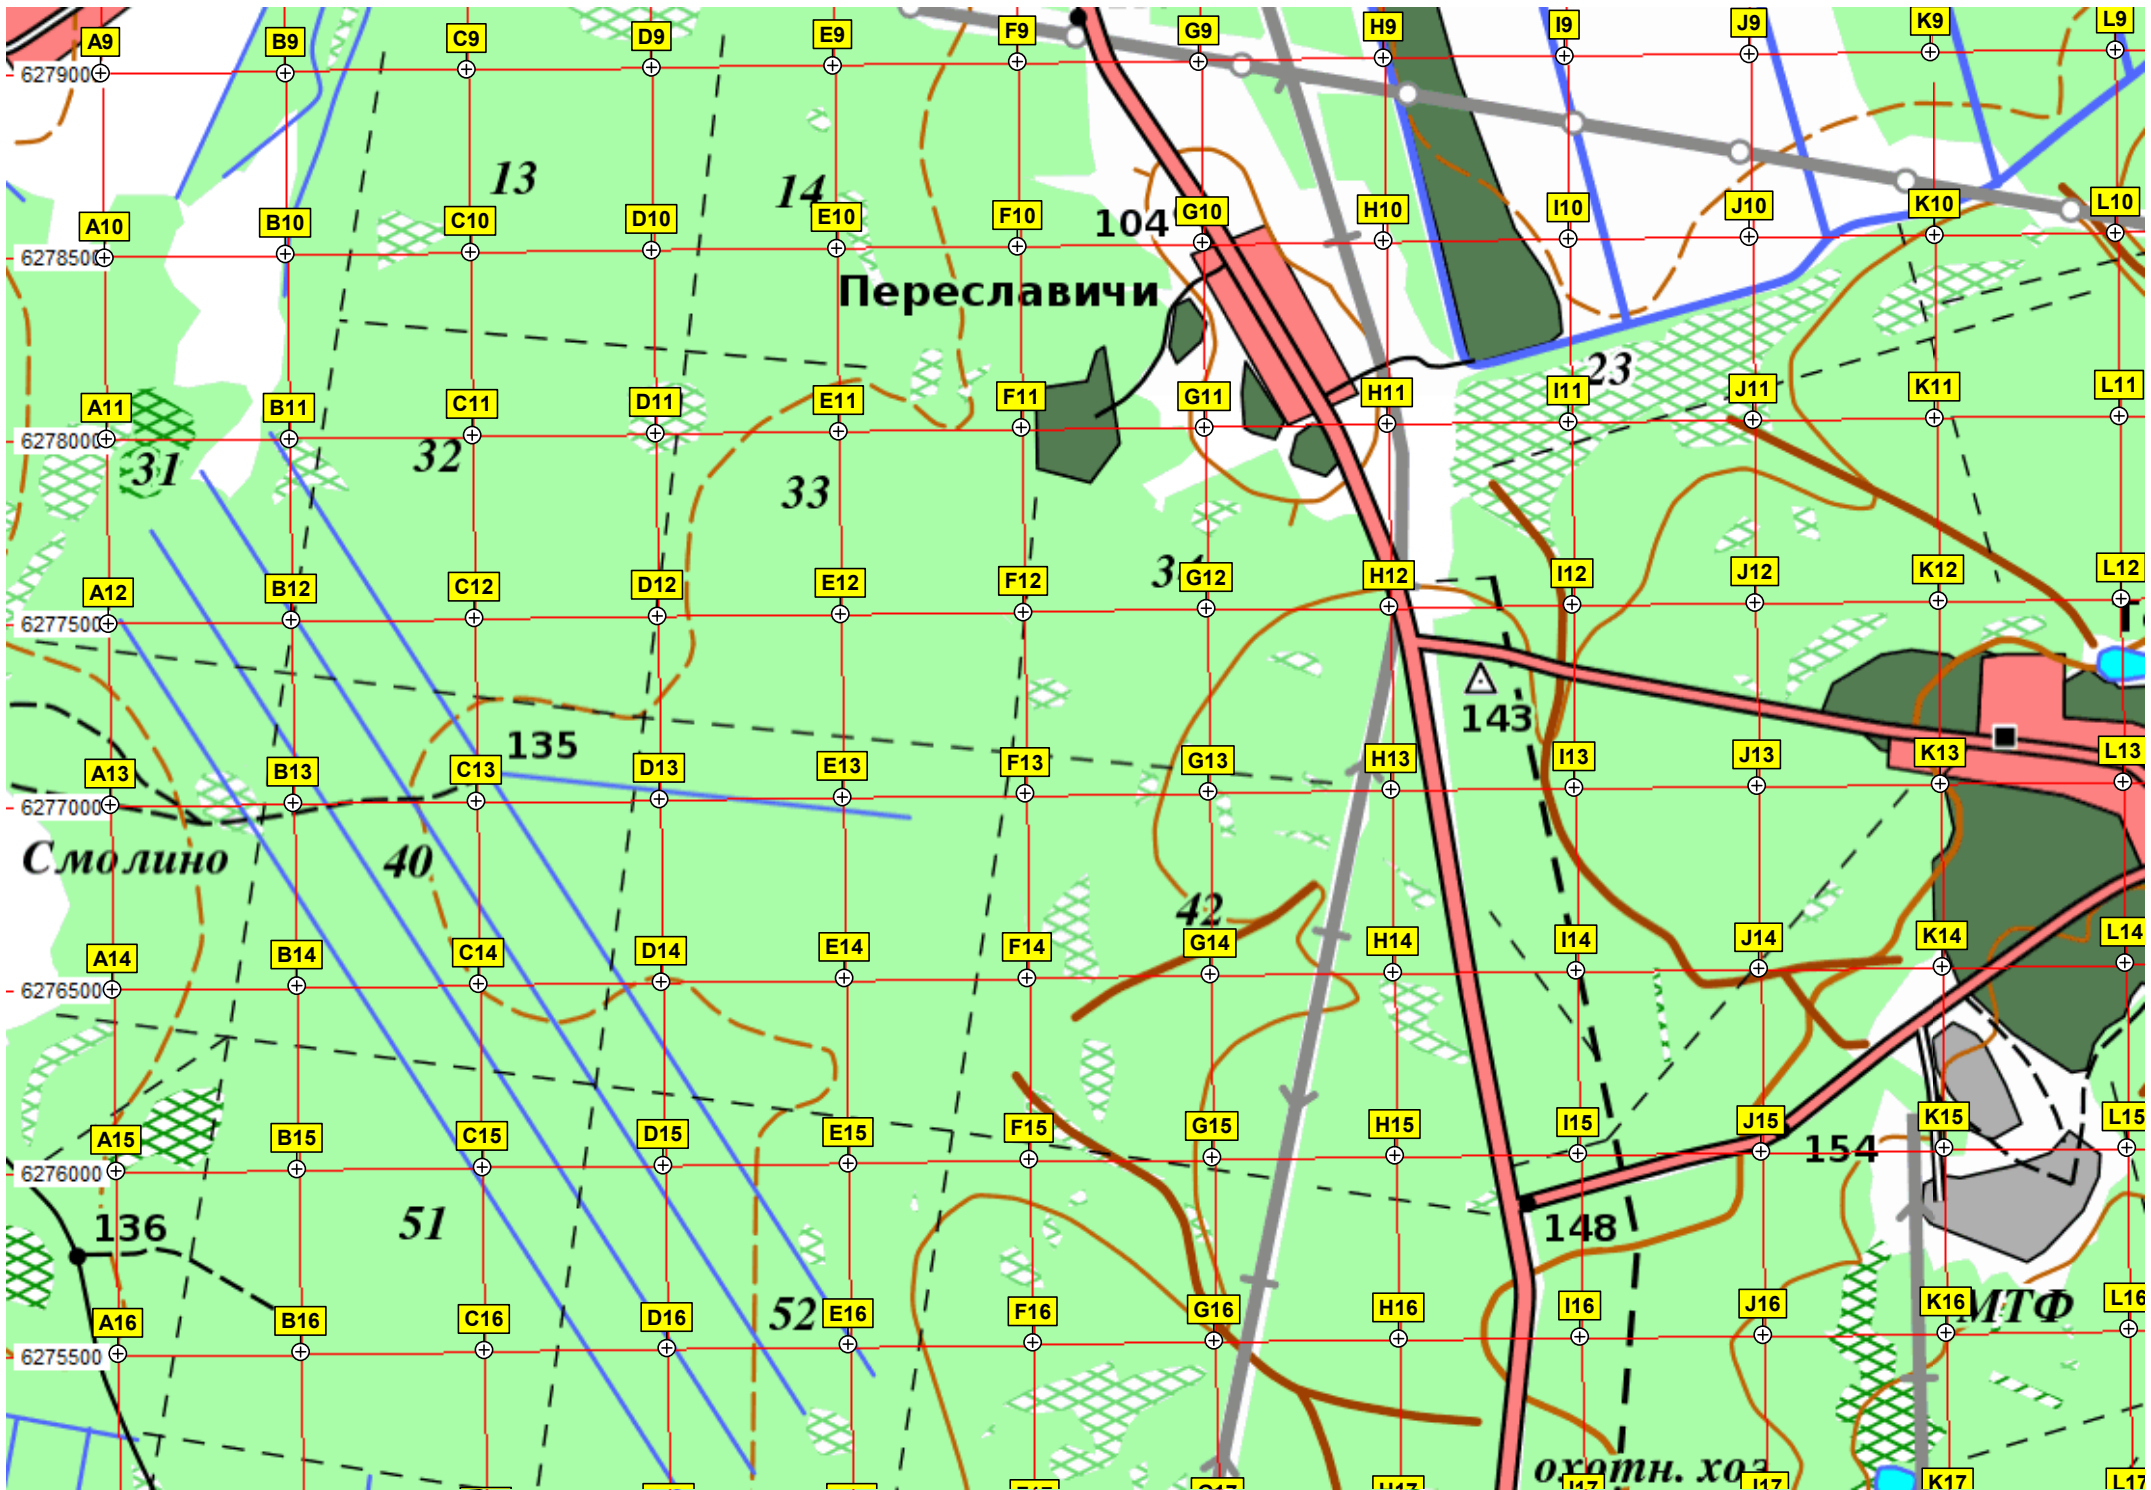 A9 B9 C9 D9 E9 F9 G9 H9 I9 J9 K9 L9
6279000
13 14
A10 B10 C10 D10 E10 F10 104 G10 H10 I10 J10 K10 L10
6278500
Переславичи
23
A11 B11 C11 D11 E11 F11 G11 H11 I11 J11 K11 L11
6278000
31 32 33
34
A12 B12 C12 D12 E12 F12 G12 H12 I12 J12 K12 L12
6277500
143
135
A13 B13 C13 D13 E13 F13 G13 H13 I13 J13 K13 L13
6277000
Смолино 40
42
A14 B14 C14 D14 E14 F14 G14 H14 I14 J14 K14 L14
6276500
A15 B15 C15 D15 E15 F15 G15 H15 I15 J15 K15 L15
154
6276000
136 51 148
52 МТФ
A16 B16 C16 D16 E16 F16 G16 H16 I16 J16 K16 L16
6275500
охотн. хоз
I17 J17 K17 L17